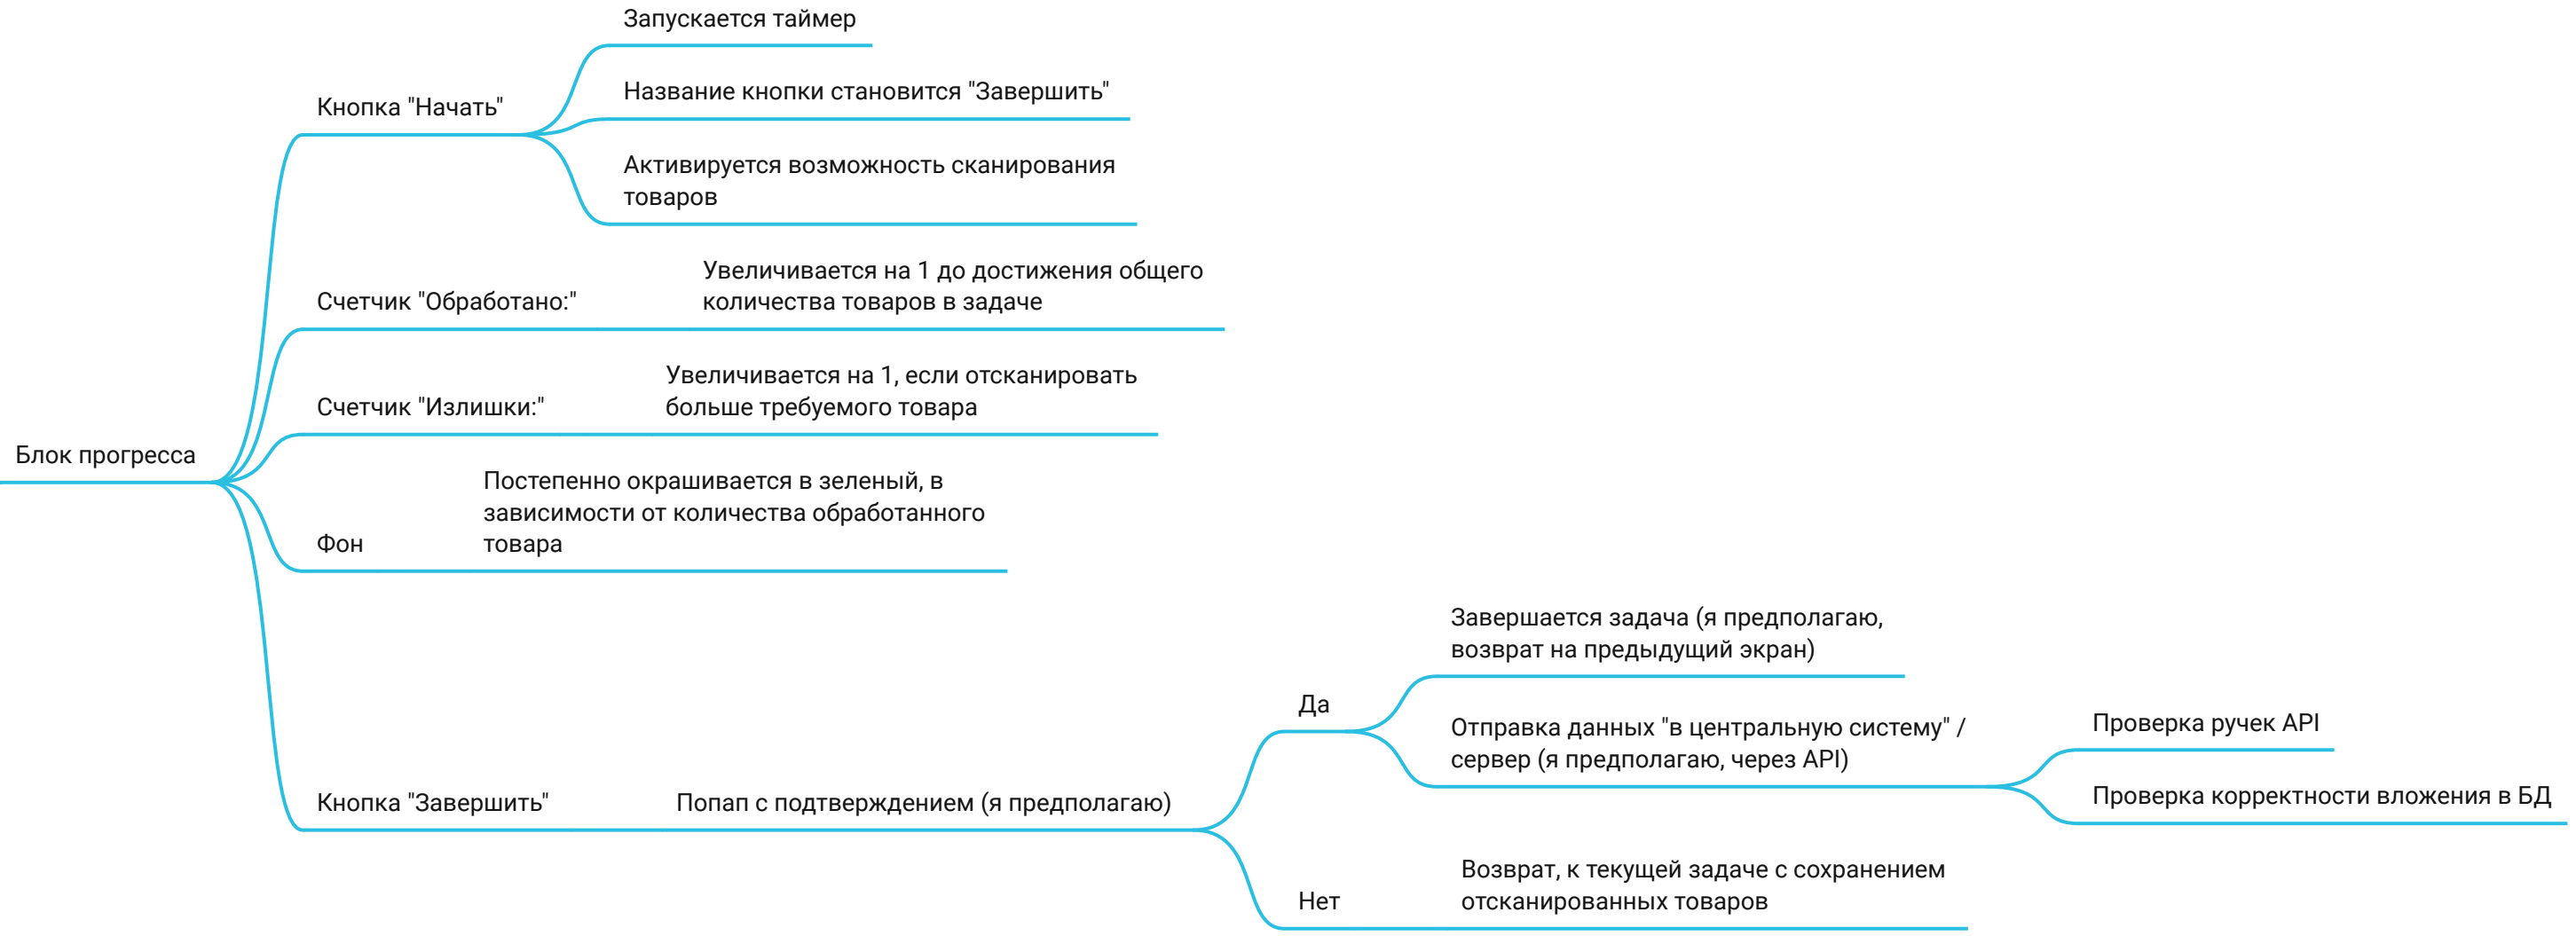 Блок прогресса
Кнопка "Начать"
Запускается таймер
Название кнопки становится "Завершить"
Активируется возможность сканирования
товаров
Счетчик "Обработано:"
Увеличивается на 1 до достижения общего
количества товаров в задаче
Счетчик "Излишки:"
Увеличивается на 1, если отсканировать
больше требуемого товара
Фон
Постепенно окрашивается в зеленый, в
зависимости от количества обработанного
товара
Кнопка "Завершить"
Попап с подтверждением (я предполагаю)
Да
Завершается задача (я предполагаю,
возврат на предыдущий экран)
Отправка данных "в центральную систему" /
сервер (я предполагаю, через API)
Проверка ручек API
Проверка корректности вложения в БД
Нет
Возврат, к текущей задаче с сохранением
отсканированных товаров